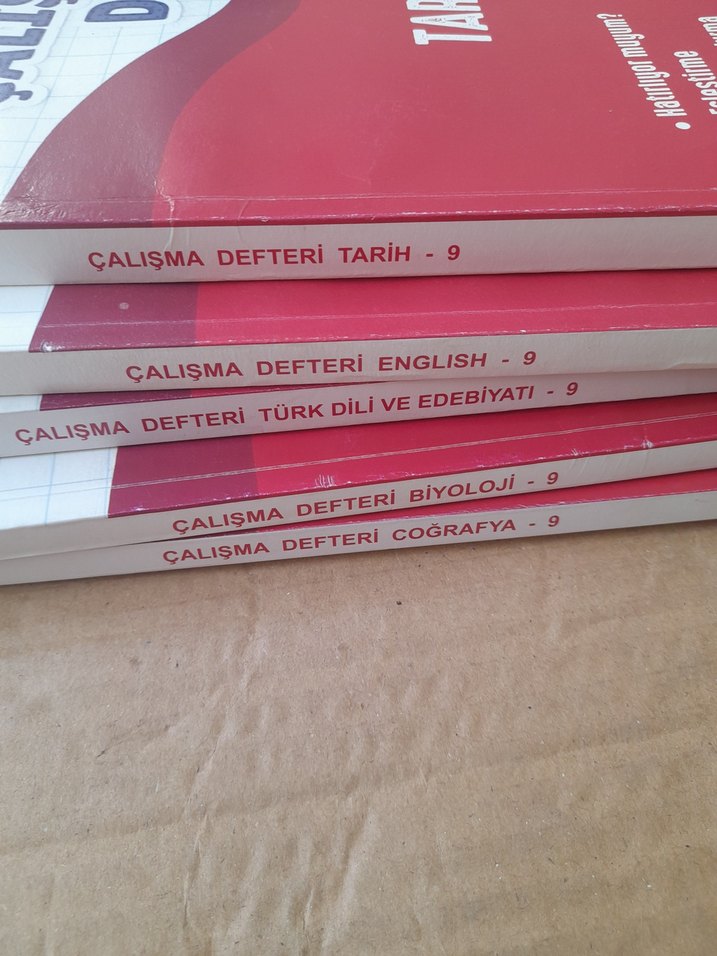 TAR
• Hatırlıyor muyum?
ÇALIŞMA DEFTERİ TARİH - 9
ÇALIŞMA DEFTERİ ENGLISH - 9
ÇALIŞMA DEFTERİ TÜRK DİLİ VE EDEBİYATI - 9
ÇALIŞMA DEFTERİ BİYOLOJİ - 9
ÇALIŞMA DEFTERİ COĞRAFYA - 9